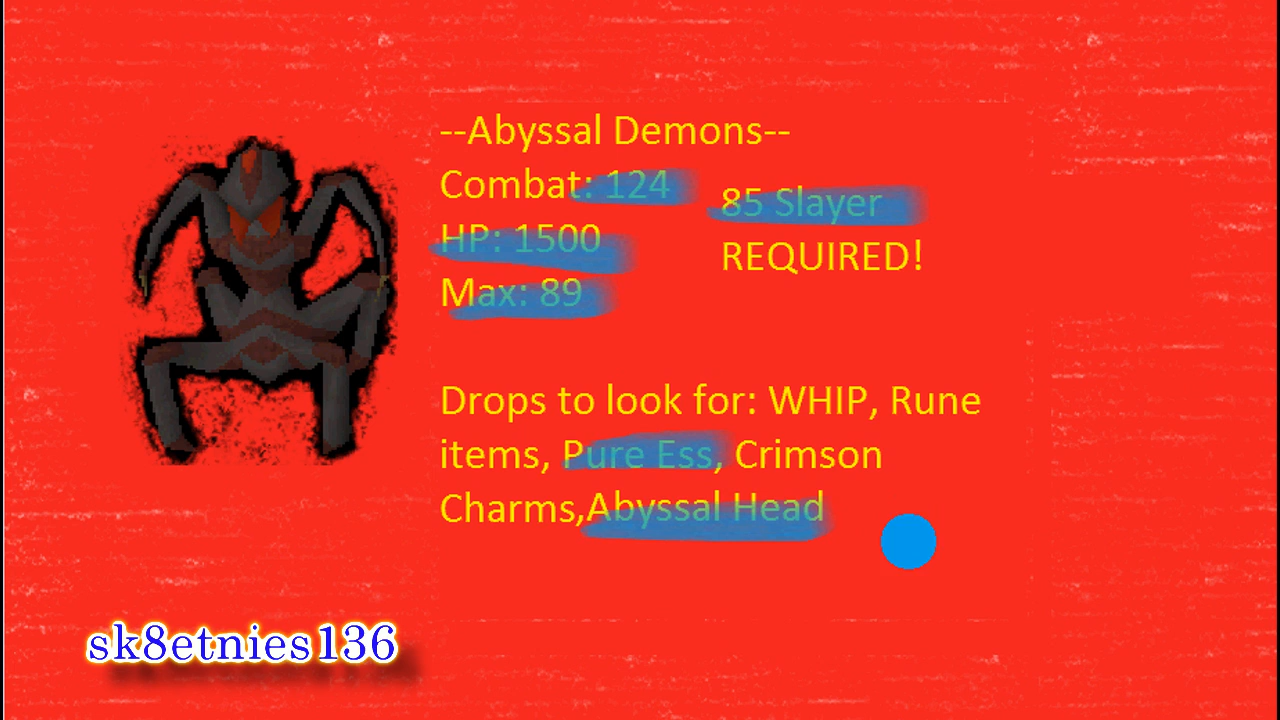 --Abyssal Demons--
Combat: 124
HP: 1500
Max: 89
85 Slayer
REQUIRED!
Drops to look for: WHIP, Rune
items, Pure Ess, Crimson
Charms,Abyssal Head
sk8etnies136